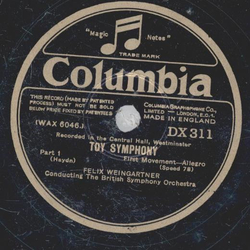 "Magic Notes"
TRADE MARK
Columbia
THIS RECORD (MADE BY PATENTED
PROCESS) MUST NOT BE SOLD
BELOW PRICE FIXED BY PATENTEES
COLUMBIA GRAPHOPHONE CO.
LIMITED — LONDON, E.C.1
MADE IN ENGLAND
(WAX 6046.)
DX 311
Recorded in the Central Hall, Westminster
TOY SYMPHONY
Part 1
First Movement—Allegro
(Haydn)
(Speed 78)
FELIX WEINGARTNER
Conducting The British Symphony Orchestra